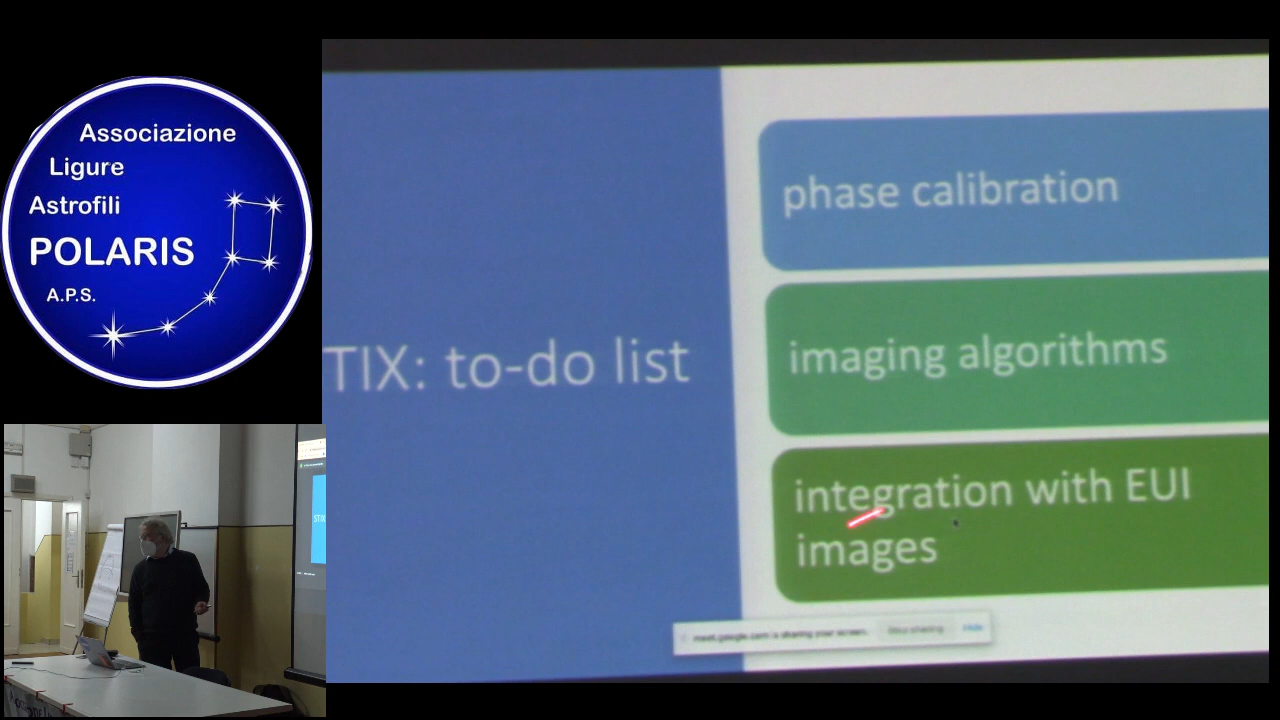 Associazione
Ligure
Astrofili
POLARIS
A.P.S.
TIX: to-do list
phase calibration
imaging algorithms
integration with EUI
images
meet.google.com is sharing your screen.
Stop sharing
Hide